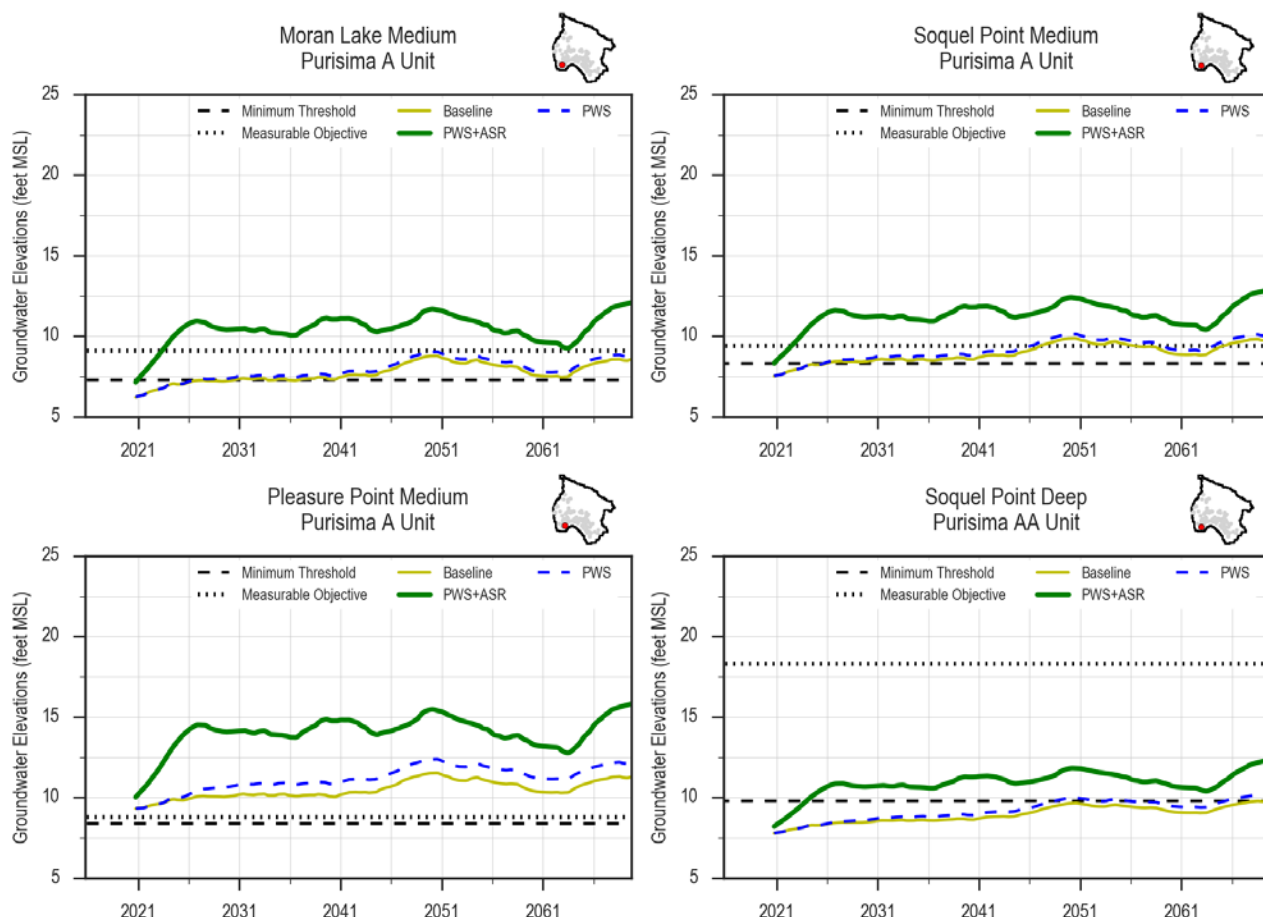 Moran Lake Medium
Purisima A Unit
Groundwater Elevations (feet MSL)
25
20
15
10
5
Minimum Threshold
Measurable Objective
Baseline
PWS+ASR
PWS
2021 2031 2041 2051 2061
Soquel Point Medium
Purisima A Unit
Groundwater Elevations (feet MSL)
25
20
15
10
5
Minimum Threshold
Measurable Objective
Baseline
PWS+ASR
PWS
2021 2031 2041 2051 2061
Pleasure Point Medium
Purisima A Unit
Groundwater Elevations (feet MSL)
25
20
15
10
5
Minimum Threshold
Measurable Objective
Baseline
PWS+ASR
PWS
2021 2031 2041 2051 2061
Soquel Point Deep
Purisima AA Unit
Groundwater Elevations (feet MSL)
25
20
15
10
5
Minimum Threshold
Measurable Objective
Baseline
PWS+ASR
PWS
2021 2031 2041 2051 2061